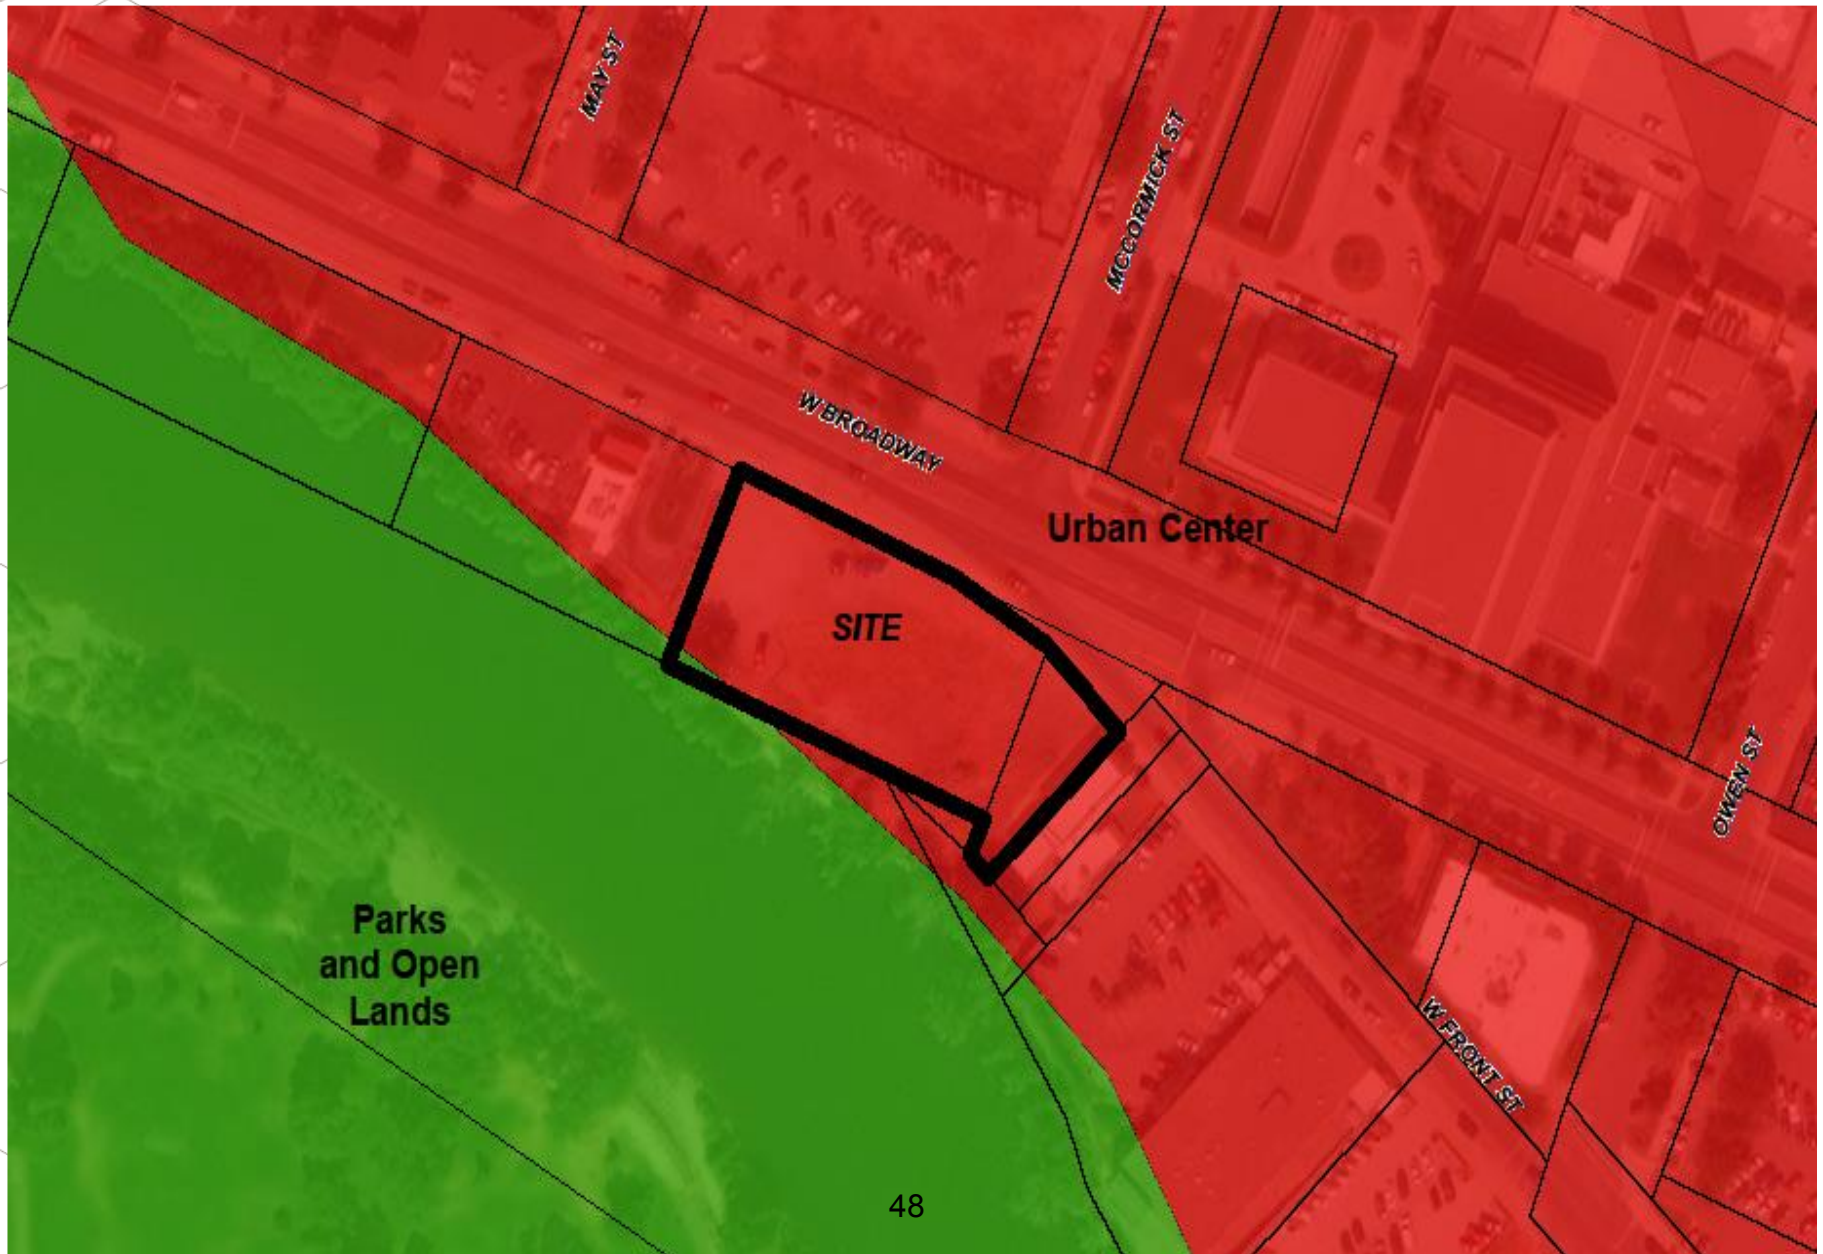 MAY ST
MCCORMICK ST
W BROADWAY
Urban Center
SITE
OWEN ST
Parks
and Open
Lands
W FRONT ST
48